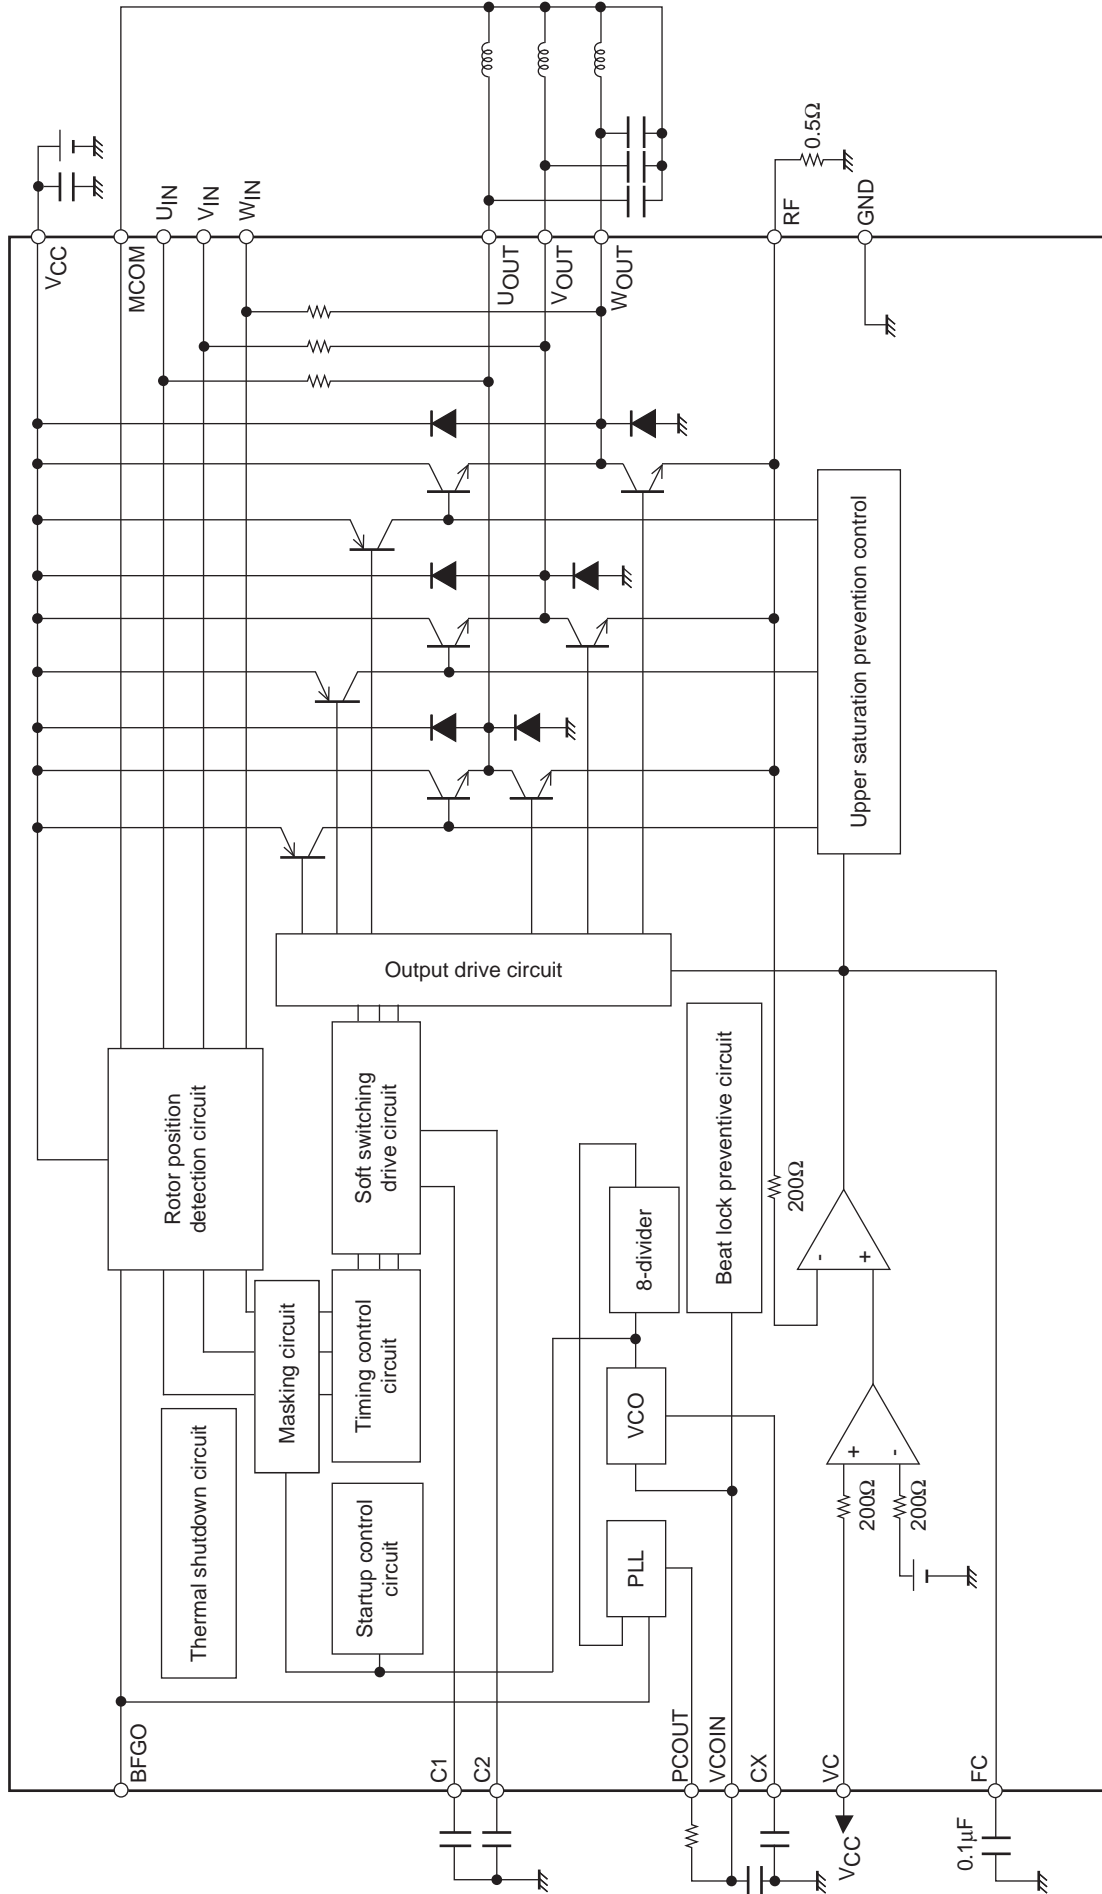 VCC
MCOM
UIN
VIN
WIN
UOUT
VOUT
WOUT
RF
0.5Ω
GND
Upper saturation prevention control
Output drive circuit
Rotor position
detection circuit
Soft switching
drive circuit
Beat lock preventive circuit
8-divider
200Ω
-
+
Masking circuit
Timing control
circuit
VCO
+
-
200Ω
200Ω
Thermal shutdown circuit
Startup control
circuit
PLL
BFGO
C1
C2
PCOUT
VCOIN
CX
VC
VCC
FC
0.1µF